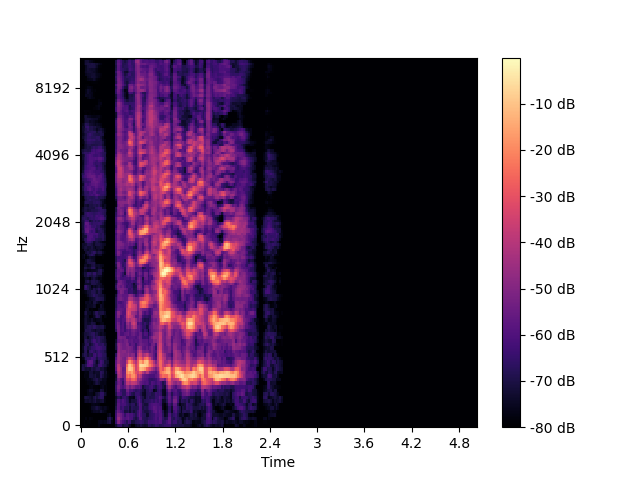 8192
4096
2048
1024
512
0
Hz
0 0.6 1.2 1.8 2.4 3 3.6 4.2 4.8
Time
-10 dB
-20 dB
-30 dB
-40 dB
-50 dB
-60 dB
-70 dB
-80 dB